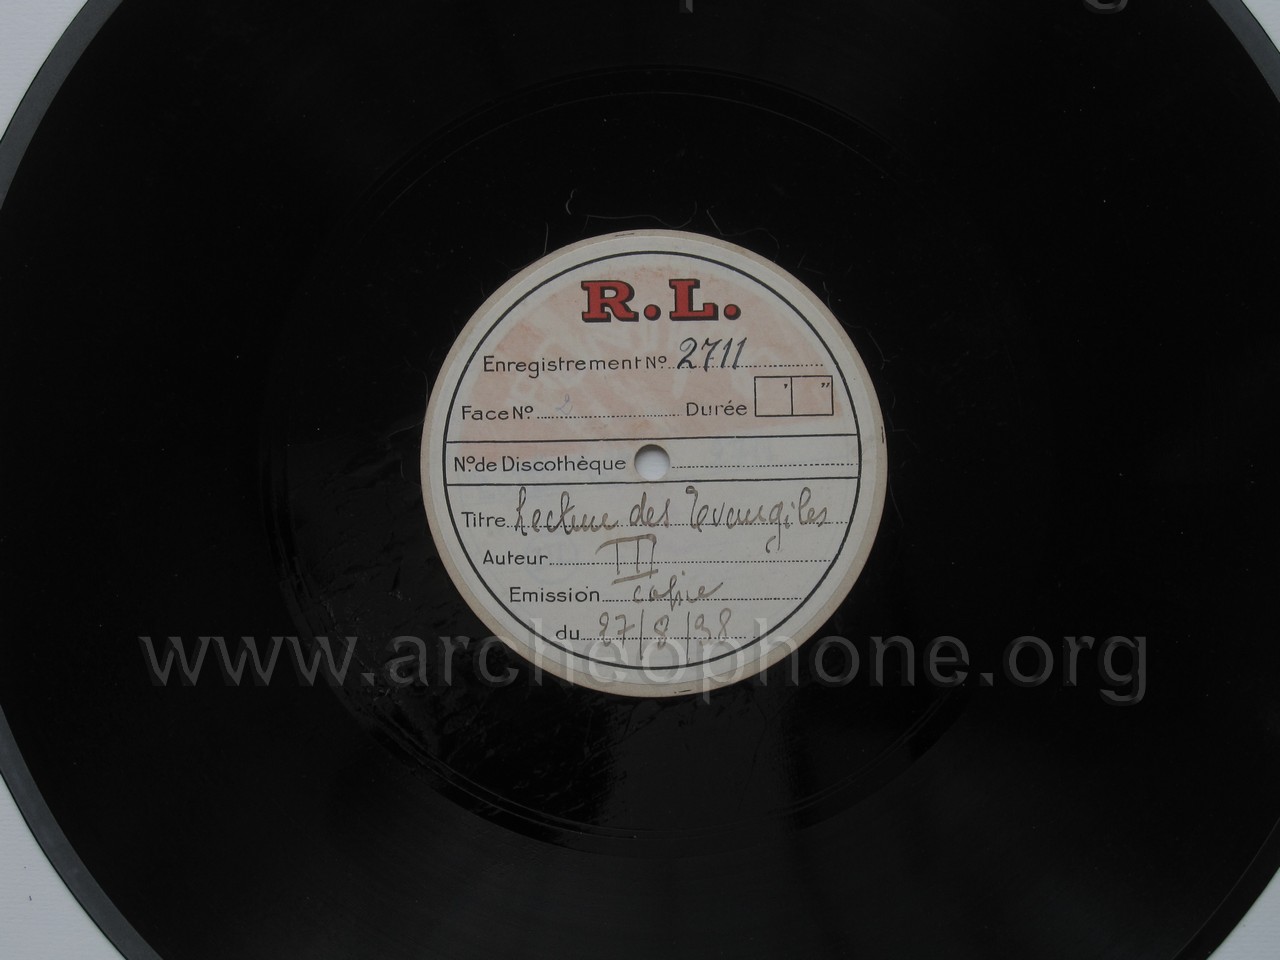 R.L.
Enregistrement No. 2711
Face No. 2 Durée ' "
No. de Discothèque
Titre Lecture des Evangiles
Auteur III
Emission copie
du 27/8/38
www.archeophone.org